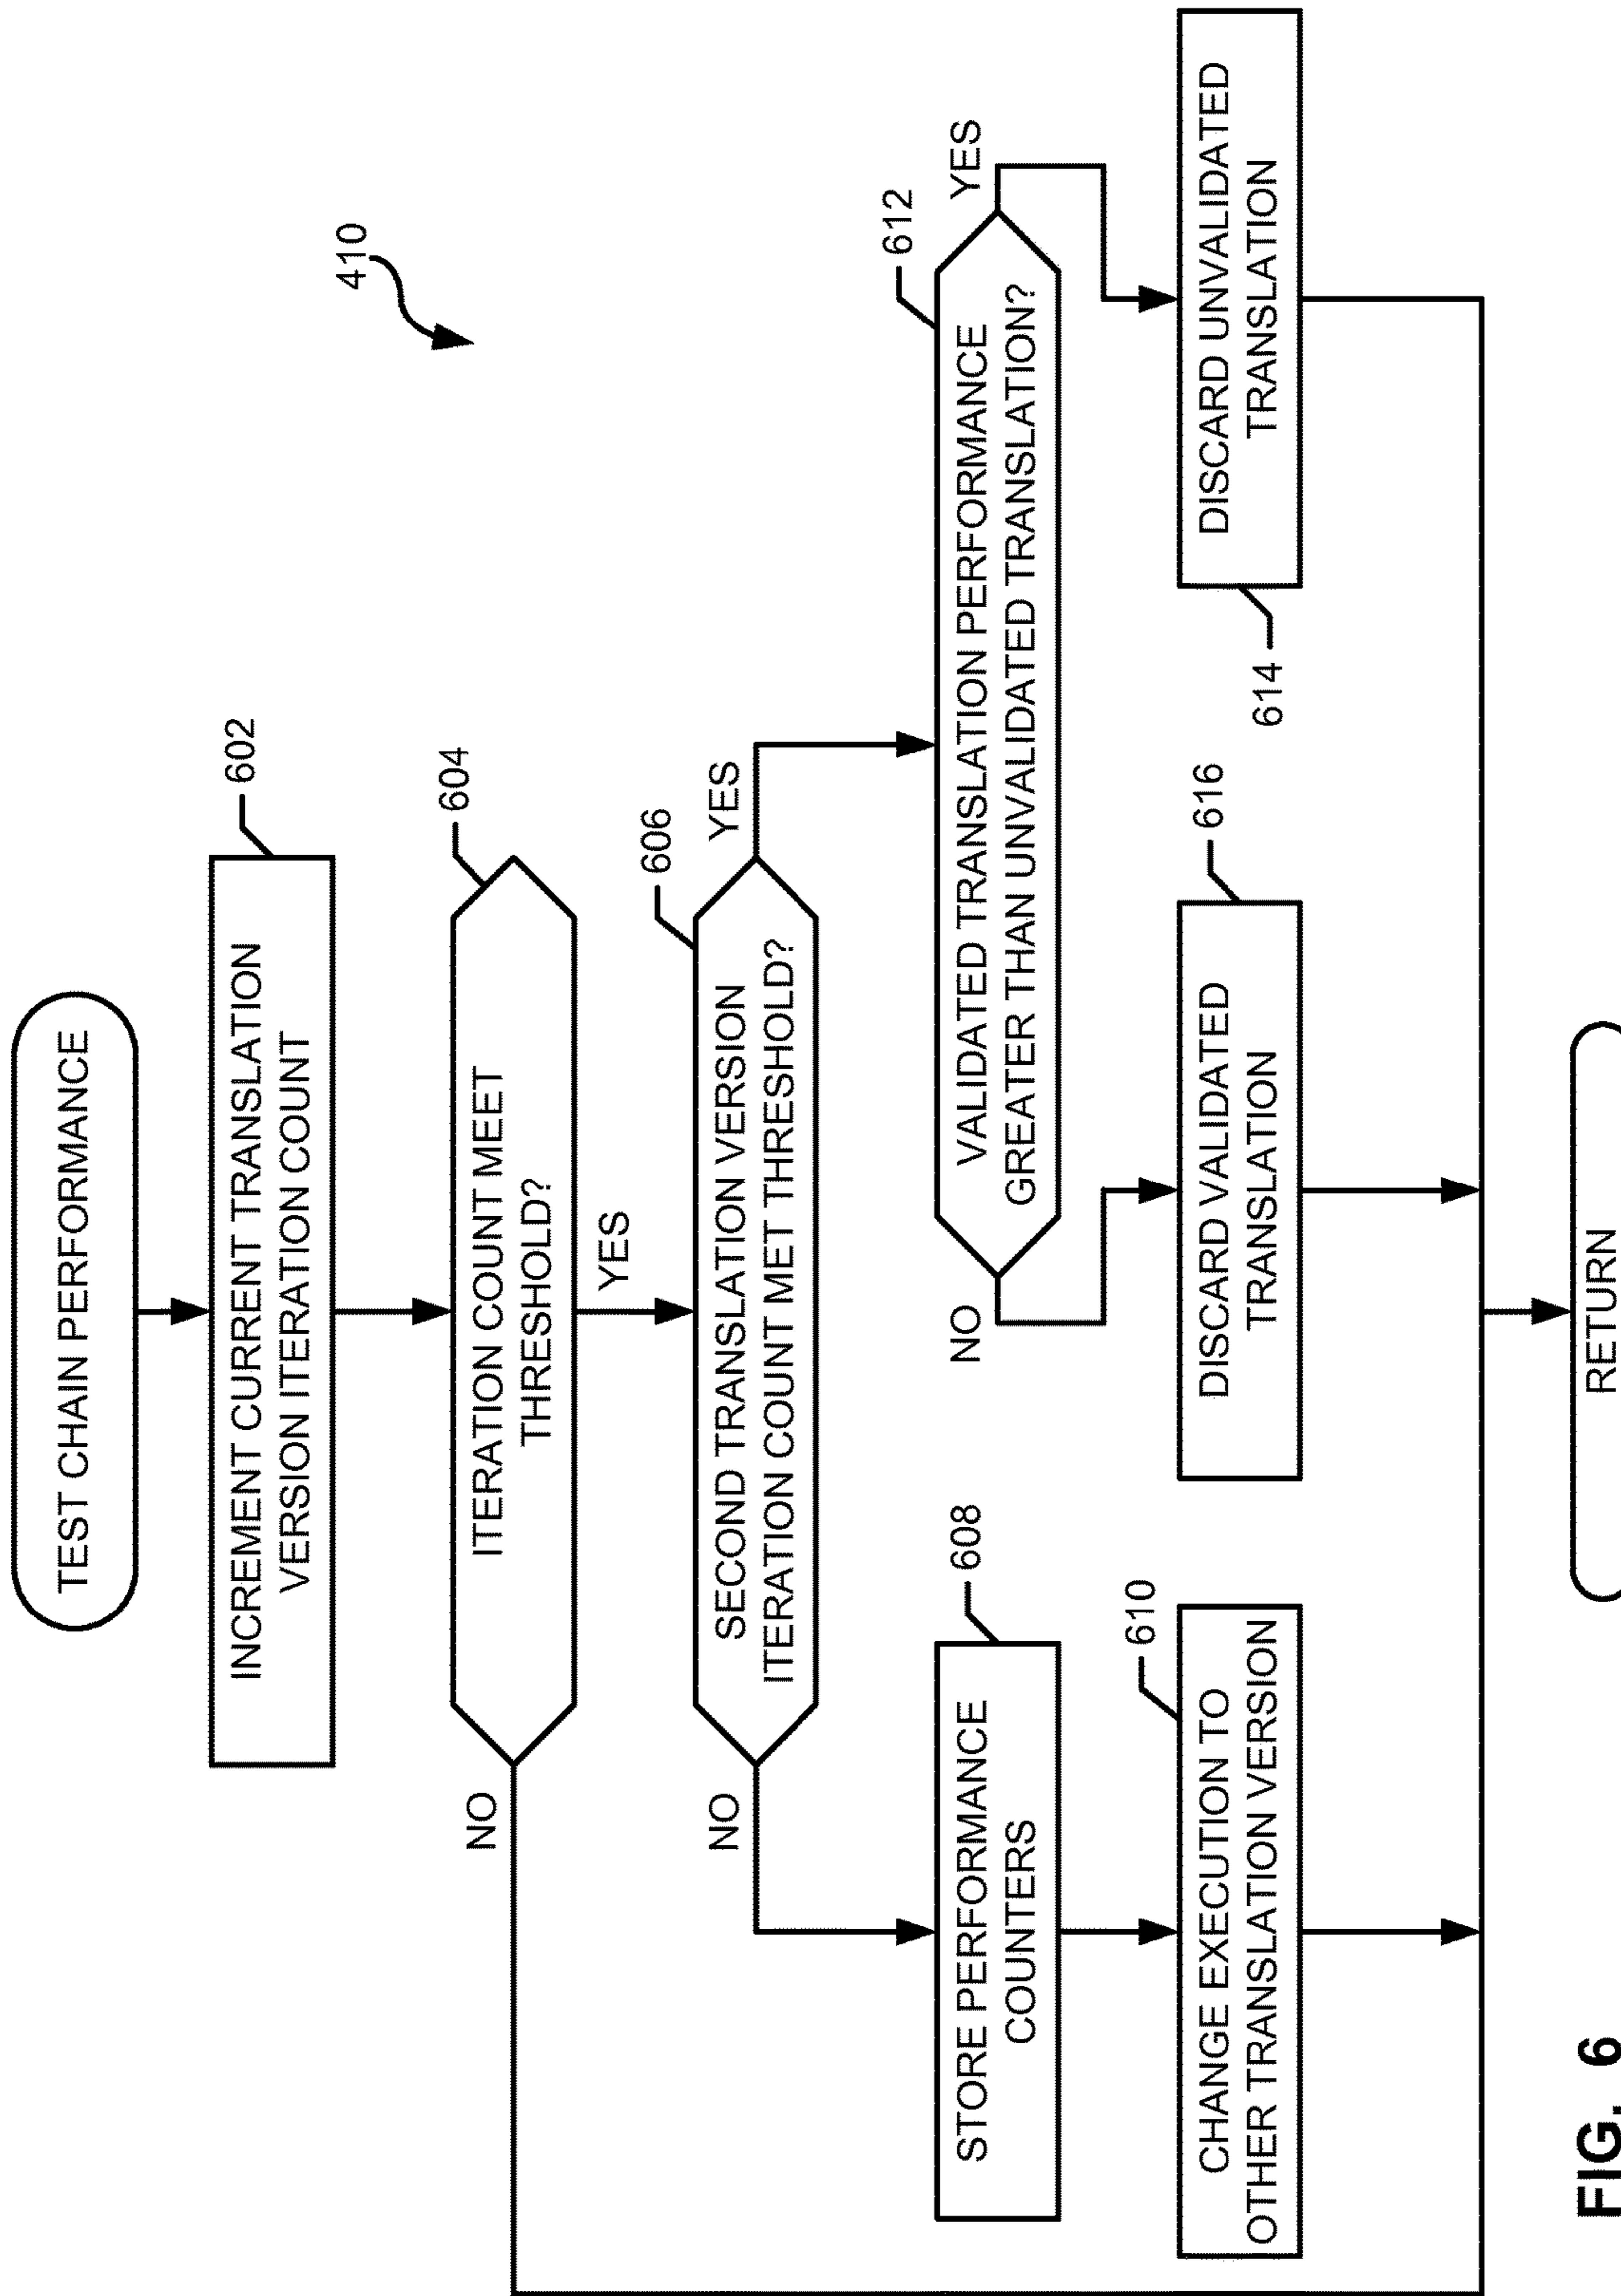 410
TEST CHAIN PERFORMANCE
602
INCREMENT CURRENT TRANSLATION
VERSION ITERATION COUNT
604
ITERATION COUNT MEET
THRESHOLD?
NO
YES
606
SECOND TRANSLATION VERSION
ITERATION COUNT MET THRESHOLD?
NO
YES
608
STORE PERFORMANCE
COUNTERS
610
CHANGE EXECUTION TO
OTHER TRANSLATION VERSION
612
VALIDATED TRANSLATION PERFORMANCE
GREATER THAN UNVALIDATED TRANSLATION?
NO
YES
616
DISCARD VALIDATED
TRANSLATION
614
DISCARD UNVALIDATED
TRANSLATION
RETURN
FIG. 6